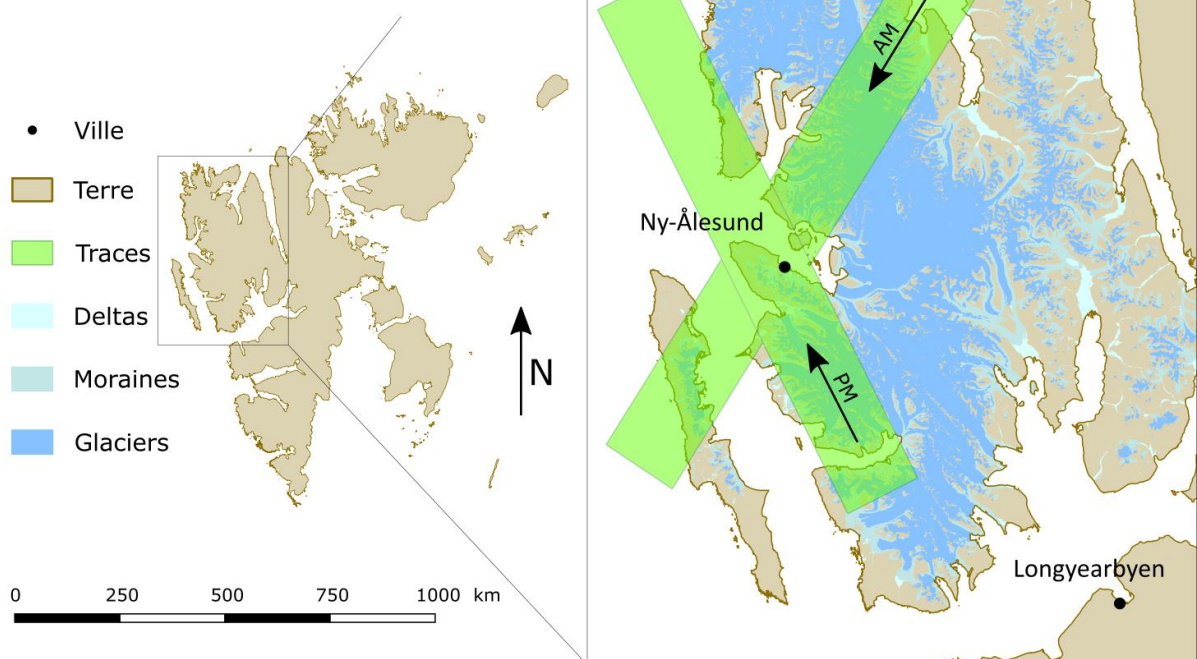 Ville
Terre
Traces
Deltas
Moraines
Glaciers
N
0 250 500 750 1000 km
AM
Ny-Ålesund
PM
Longyearbyen